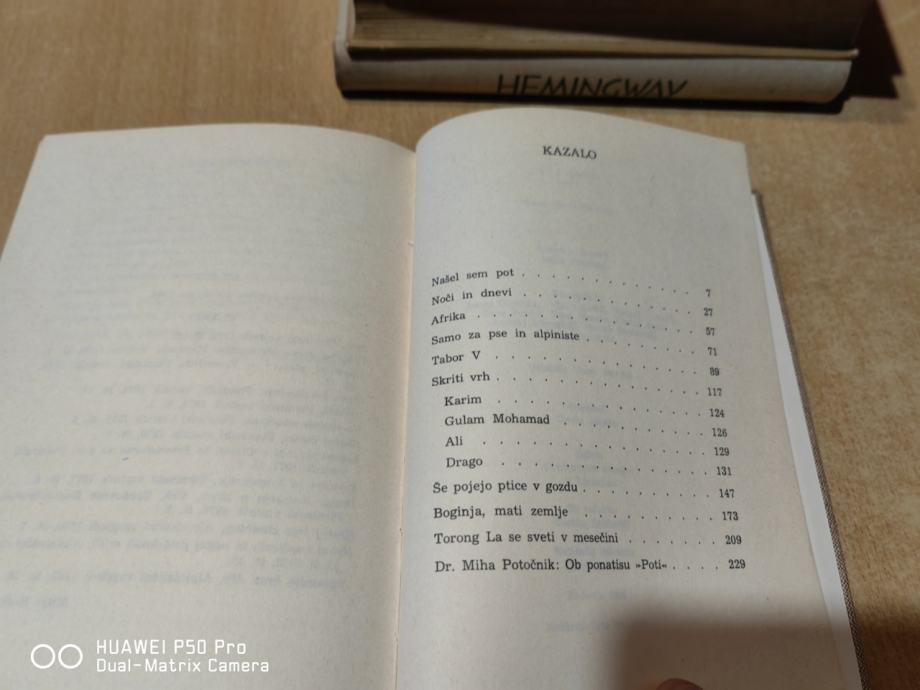 HEMINGWAY
KAZALO
Našel sem pot . . . . . . . . . . 7
Noči in dnevi . . . . . . . . . . 27
Afrika . . . . . . . . . . . . 57
Samo za pse in alpiniste . . . . . . . 71
Tabor V . . . . . . . . . . . 89
Skriti vrh . . . . . . . . . . . 117
Karim . . . . . . . . . . . 124
Gulam Mohamad . . . . . . . . 126
Ali . . . . . . . . . . . . 129
Drago . . . . . . . . . . . 131
Še pojejo ptice v gozdu . . . . . . . 147
Boginja, mati zemlje . . . . . . . . 173
Torong La se sveti v mesečini . . . . . . 209
Dr. Miha Potočnik: Ob ponatisu »Poti« . . . . 229
HUAWEI P50 Pro
Dual-Matrix Camera